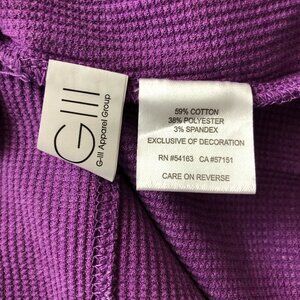 GIII
G-III Apparel Group
59% COTTON
38% POLYESTER
3% SPANDEX
EXCLUSIVE OF DECORATION
RN #54163 CA #57151
CARE ON REVERSE